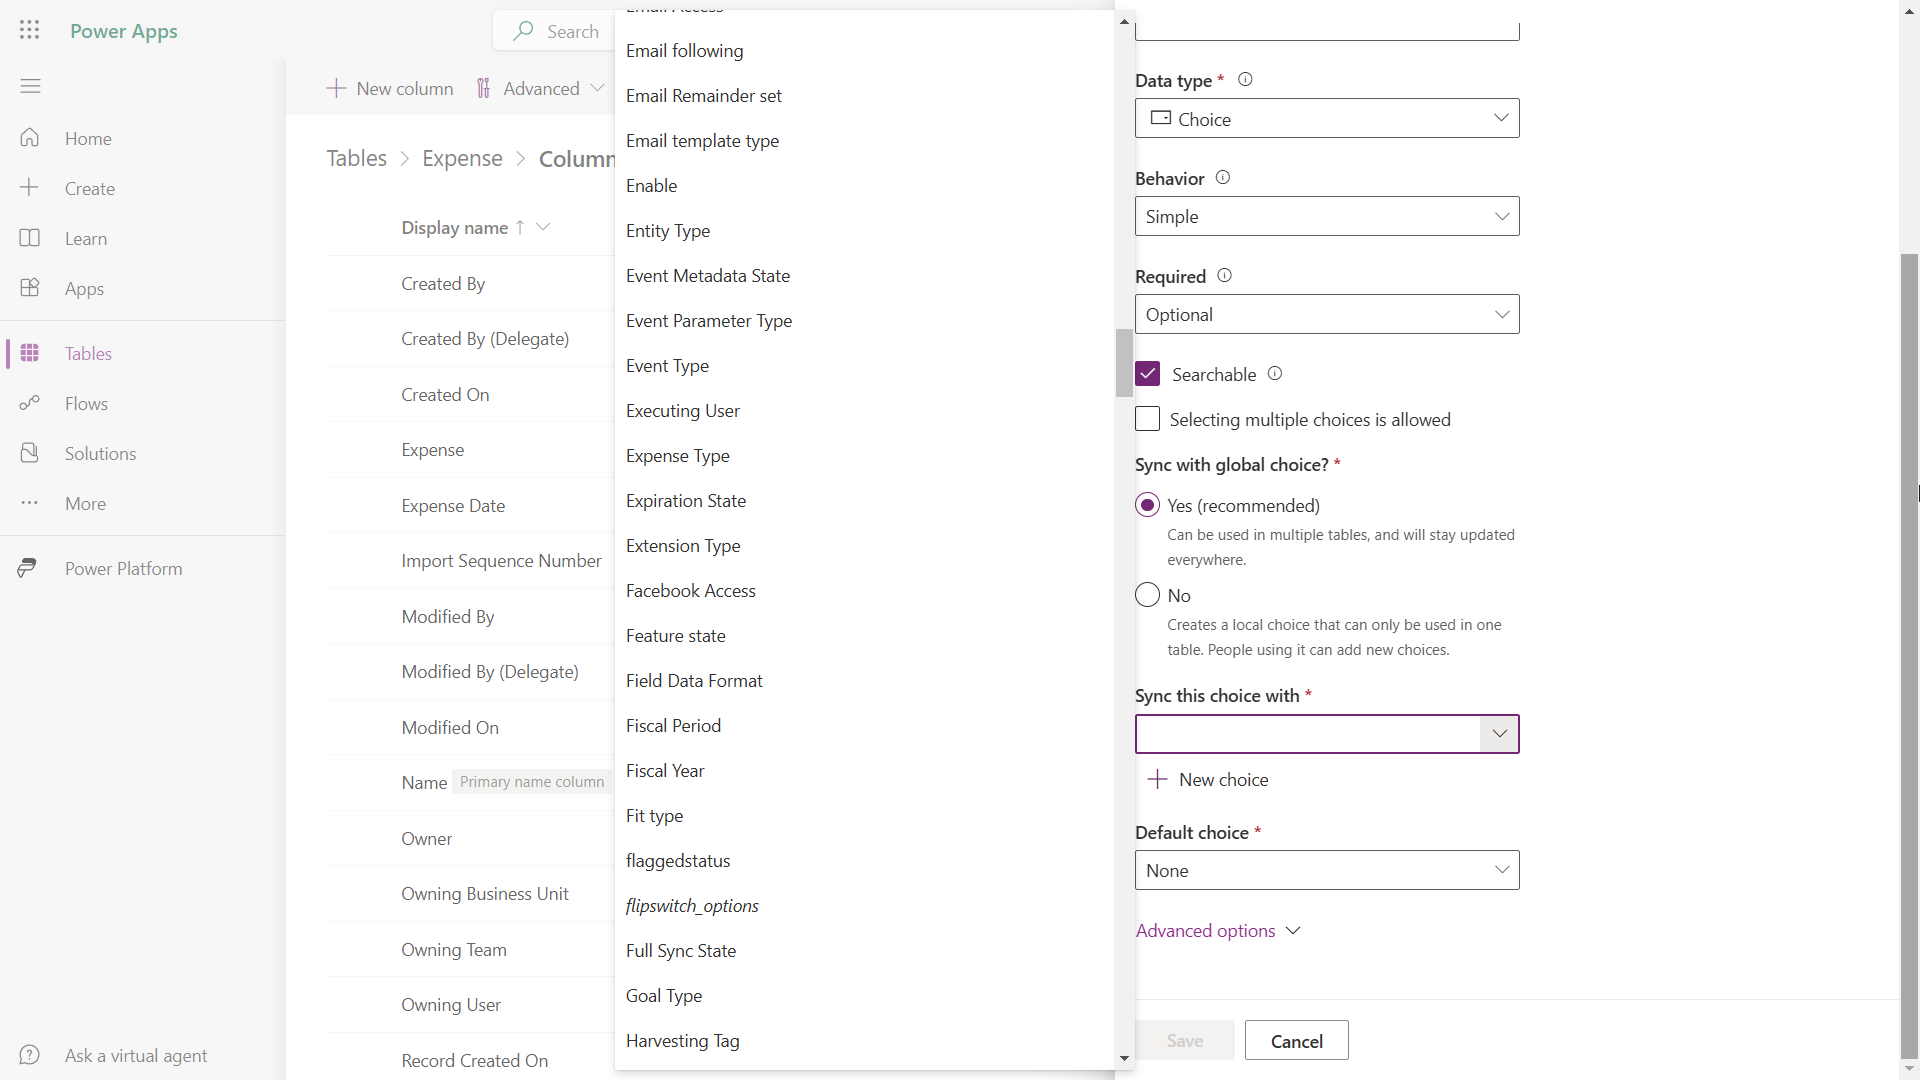 Power Apps
Search
Home
Create
Learn
Apps
Tables
Flows
Solutions
More
Power Platform
Ask a virtual agent
New column
Advanced
Tables > Expense > Column
Display name ↑
Created By
Created By (Delegate)
Created On
Expense
Expense Date
Import Sequence Number
Modified By
Modified By (Delegate)
Modified On
Name Primary name column
Owner
Owning Business Unit
Owning Team
Owning User
Record Created On
Email Access
Email following
Email Remainder set
Email template type
Enable
Entity Type
Event Metadata State
Event Parameter Type
Event Type
Executing User
Expense Type
Expiration State
Extension Type
Facebook Access
Feature state
Field Data Format
Fiscal Period
Fiscal Year
Fit type
flaggedstatus
flipswitch_options
Full Sync State
Goal Type
Harvesting Tag
Data type *
Choice
Behavior
Simple
Required
Optional
Searchable
Selecting multiple choices is allowed
Sync with global choice? *
Yes (recommended)
Can be used in multiple tables, and will stay updated
everywhere.
No
Creates a local choice that can only be used in one
table. People using it can add new choices.
Sync this choice with *
New choice
Default choice *
None
Advanced options
Save
Cancel